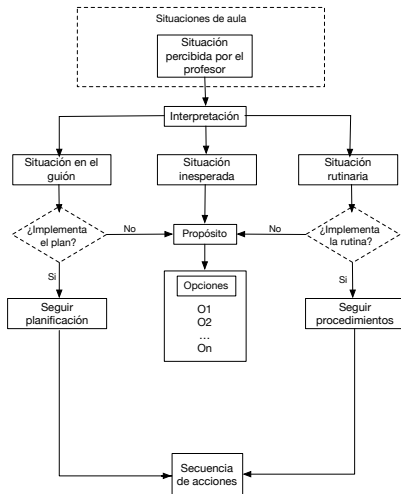 Situaciones de aula
Situación
percibida por el
profesor
Interpretación
Situación en el
guión
Situación
inesperada
Situación
rutinaria
¿Implementa
el plan?
No
Propósito
No
¿Implementa
la rutina?
Si
Opciones
Si
Seguir
planificación
O1
O2
...
On
Seguir
procedimientos
Secuencia
de acciones